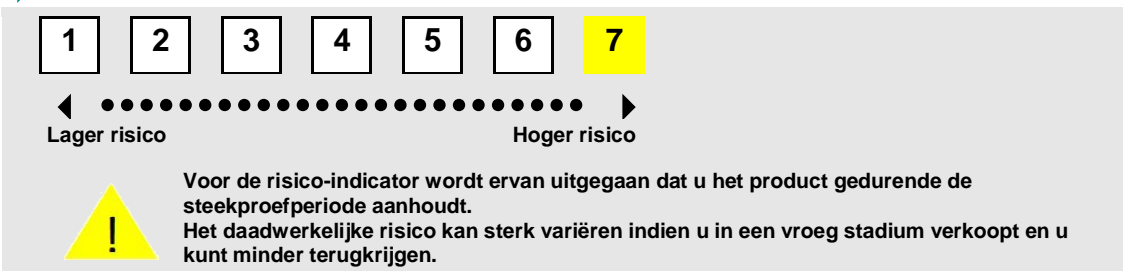 1 2 3 4 5 6 7
Lager risico Hoger risico
!
Voor de risico-indicator wordt ervan uitgegaan dat u het product gedurende de
steekproefperiode aanhoudt.
Het daadwerkelijke risico kan sterk variëren indien u in een vroeg stadium verkoopt en u
kunt minder terugkrijgen.